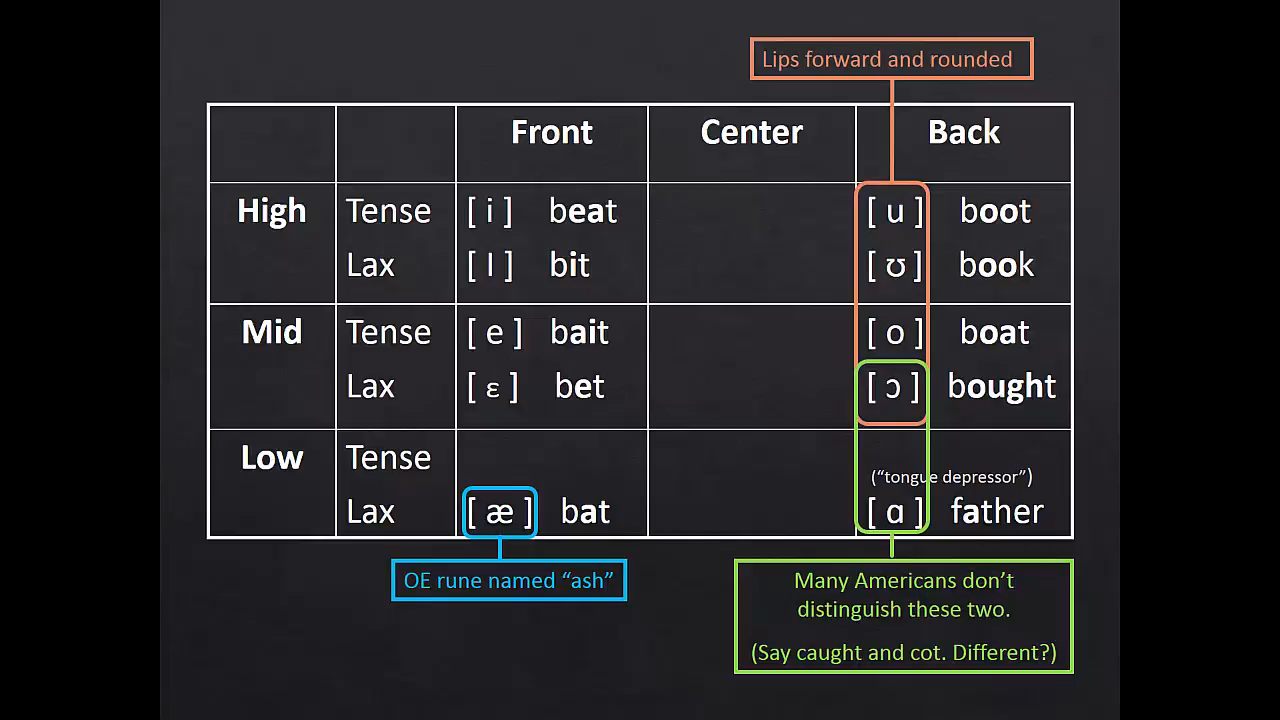 Lips forward and rounded
Front Center Back
High Tense [ i ] beat [ u ] boot
Lax [ I ] bit [ ʊ ] book
Mid Tense [ e ] bait [ o ] boat
Lax [ ɛ ] bet [ ɔ ] bought
Low Tense
("tongue depressor")
Lax [ æ ] bat [ ɑ ] father
OE rune named “ash”
Many Americans don’t
distinguish these two.
(Say caught and cot. Different?)